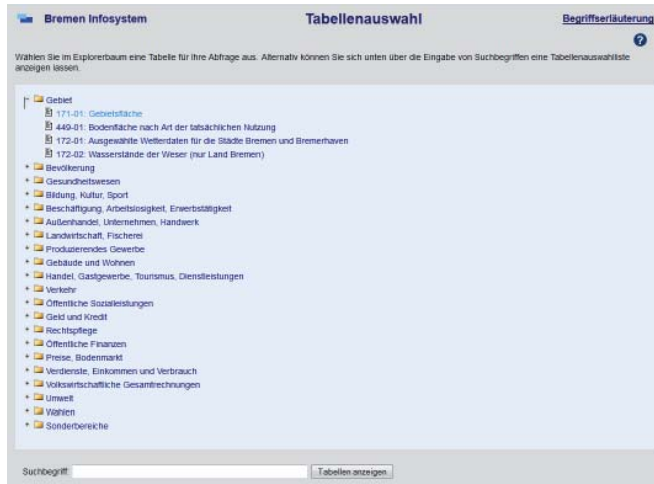 Bremen Infosystem
Tabellenauswahl
Begriffserläuterung
?
Wählen Sie im Explorerbaum eine Tabelle für Ihre Abfrage aus. Alternativ können Sie sich unten über die Eingabe von Suchbegriffen eine Tabellenauswahlliste
anzeigen lassen.
Gebiet
171-01: Gebietsfläche
449-01: Bodenfläche nach Art der tatsächlichen Nutzung
172-01: Ausgewählte Wetterdaten für die Städte Bremen und Bremerhaven
172-02: Wasserstände der Weser (nur Land Bremen)
Bevölkerung
Gesundheitswesen
Bildung, Kultur, Sport
Beschäftigung, Arbeitslosigkeit, Erwerbstätigkeit
Außenhandel, Unternehmen, Handwerk
Landwirtschaft, Fischerei
Produzierendes Gewerbe
Gebäude und Wohnen
Handel, Gastgewerbe, Tourismus, Dienstleistungen
Verkehr
Öffentliche Sozialleistungen
Geld und Kredit
Rechtspflege
Öffentliche Finanzen
Preise, Bodenmarkt
Verdienste, Einkommen und Verbrauch
Volkswirtschaftliche Gesamtrechnungen
Umwelt
Wahlen
Sonderbereiche
Suchbegriff: Tabellen anzeigen